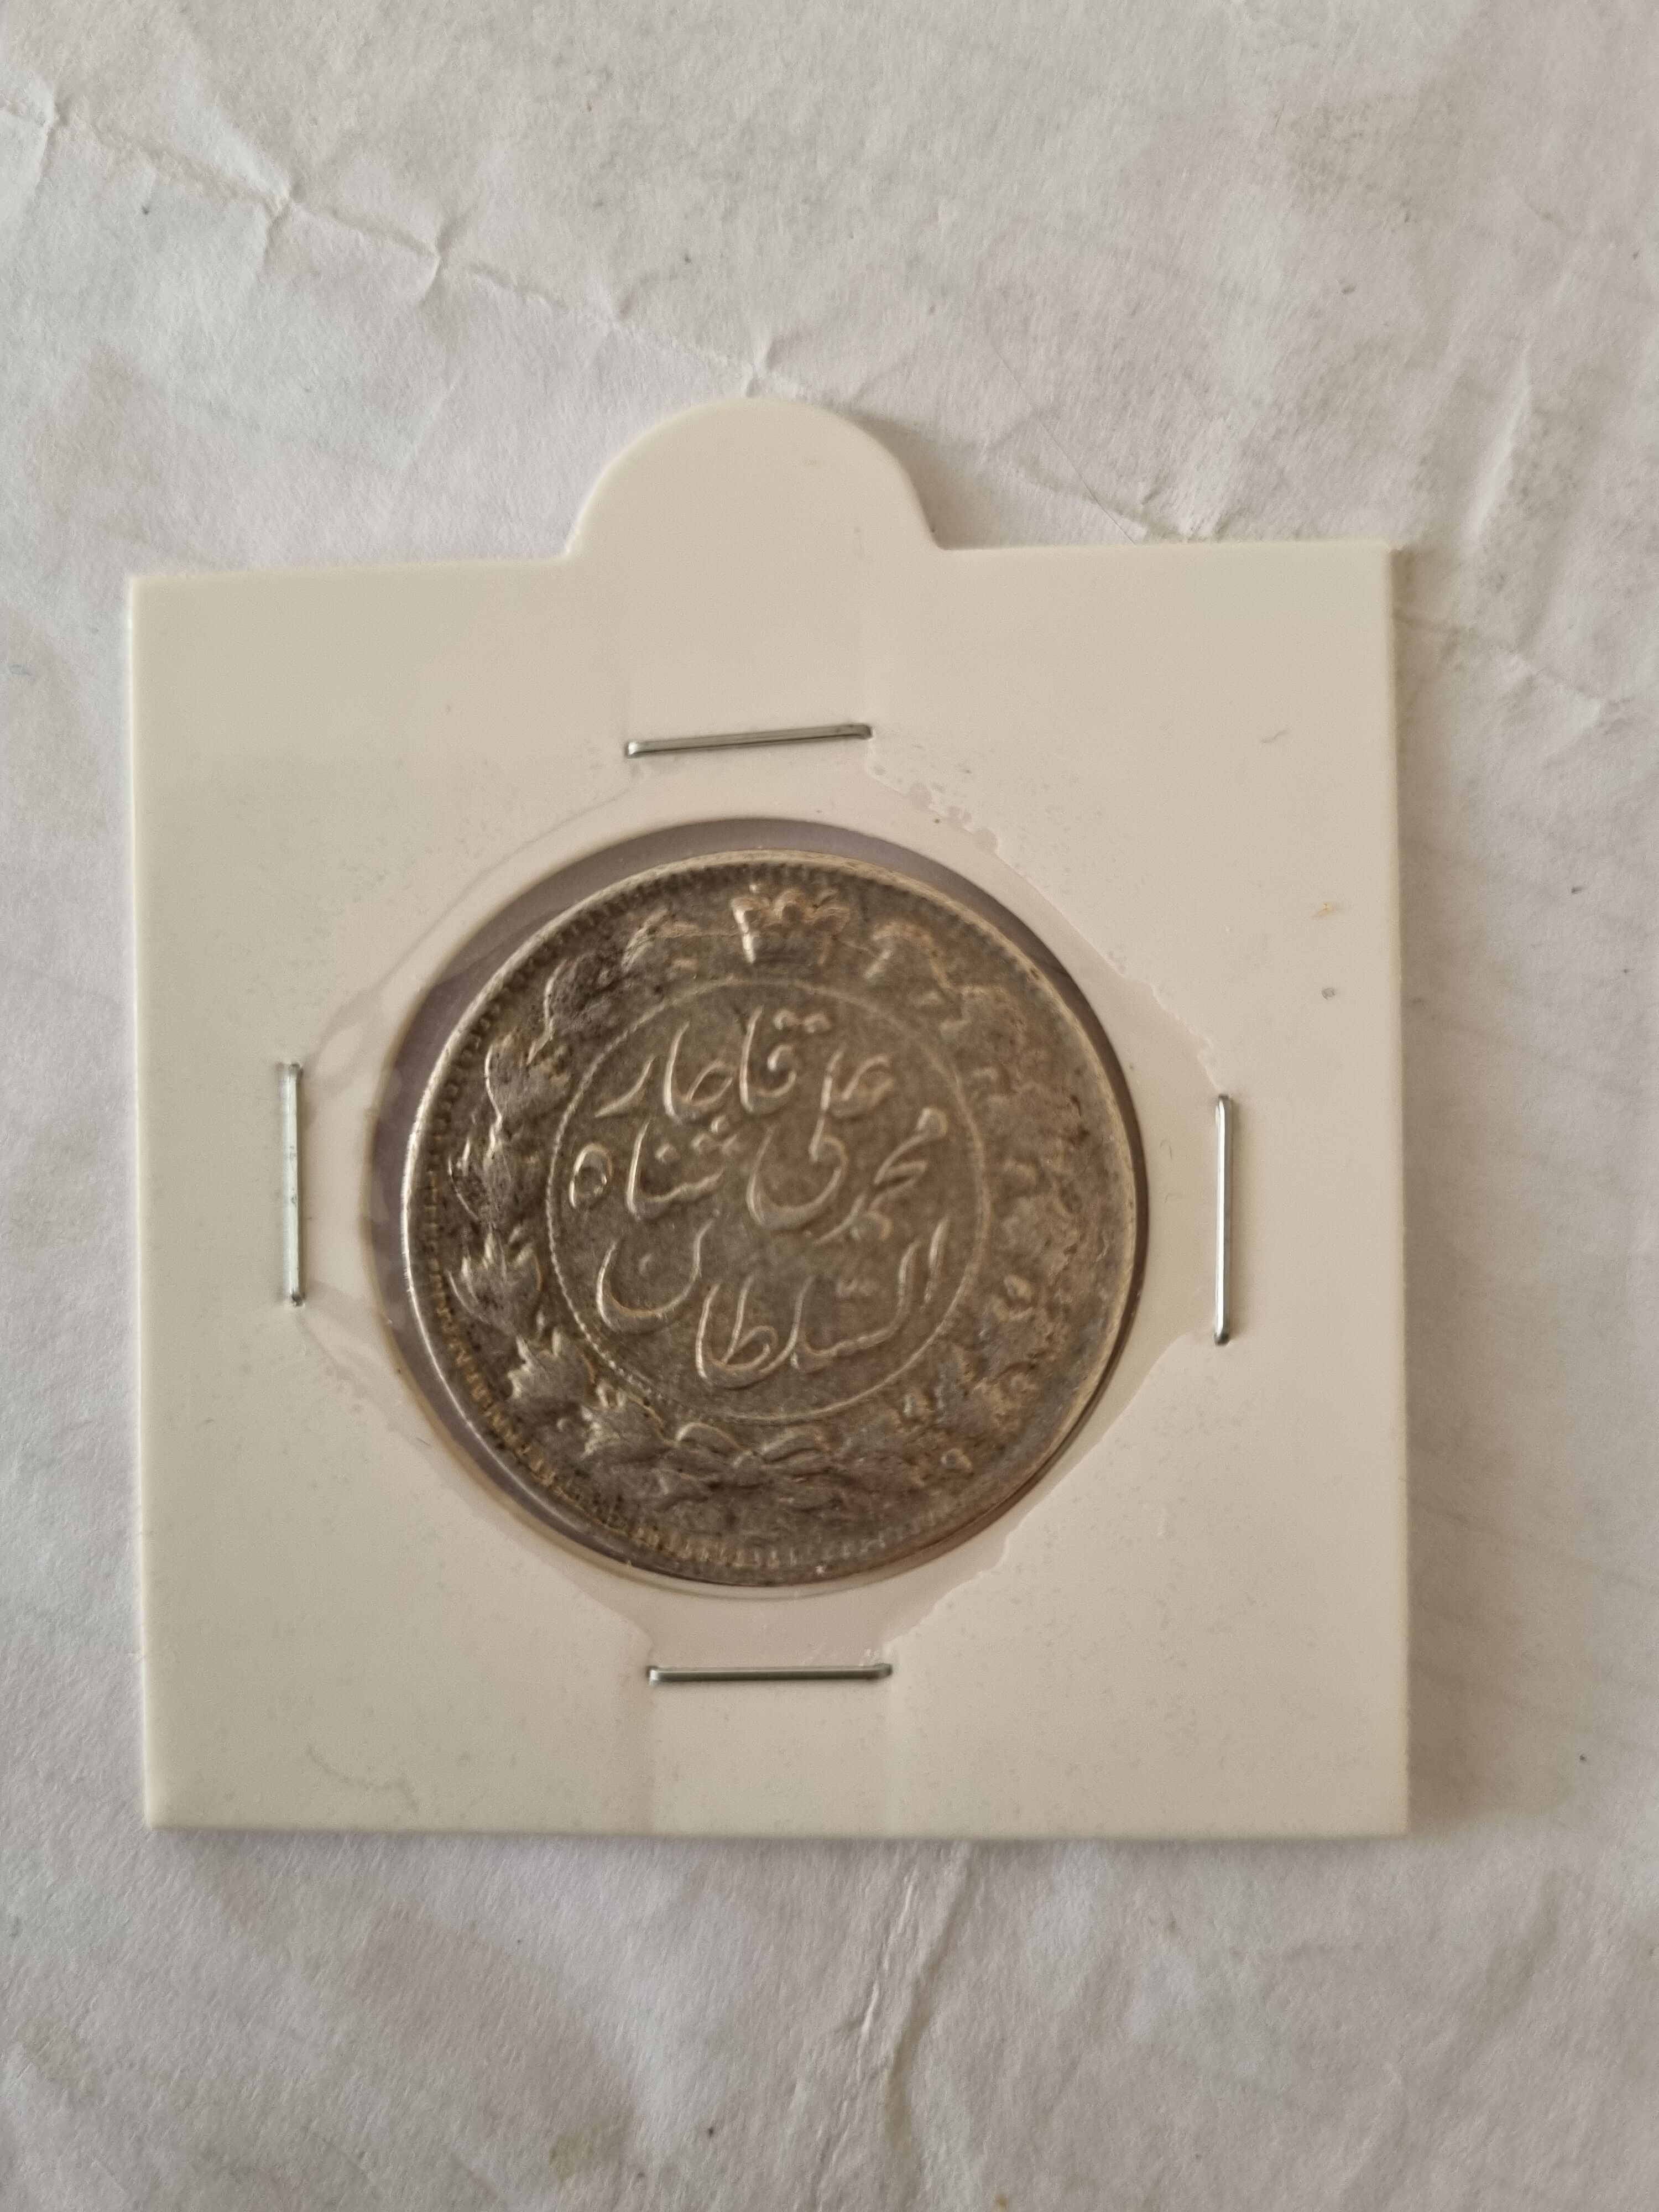 السلطان
محمد علی شاه
قاجار